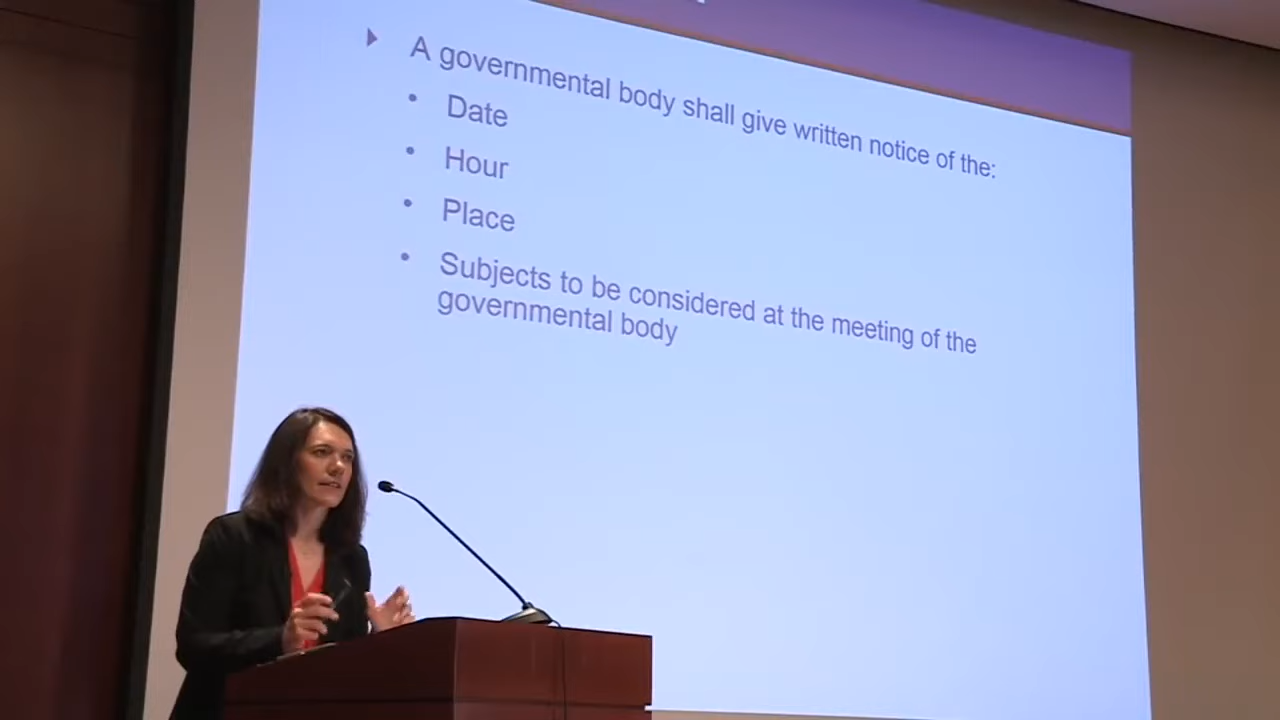 A governmental body shall give written notice of the:
Date
Hour
Place
Subjects to be considered at the meeting of the
governmental body